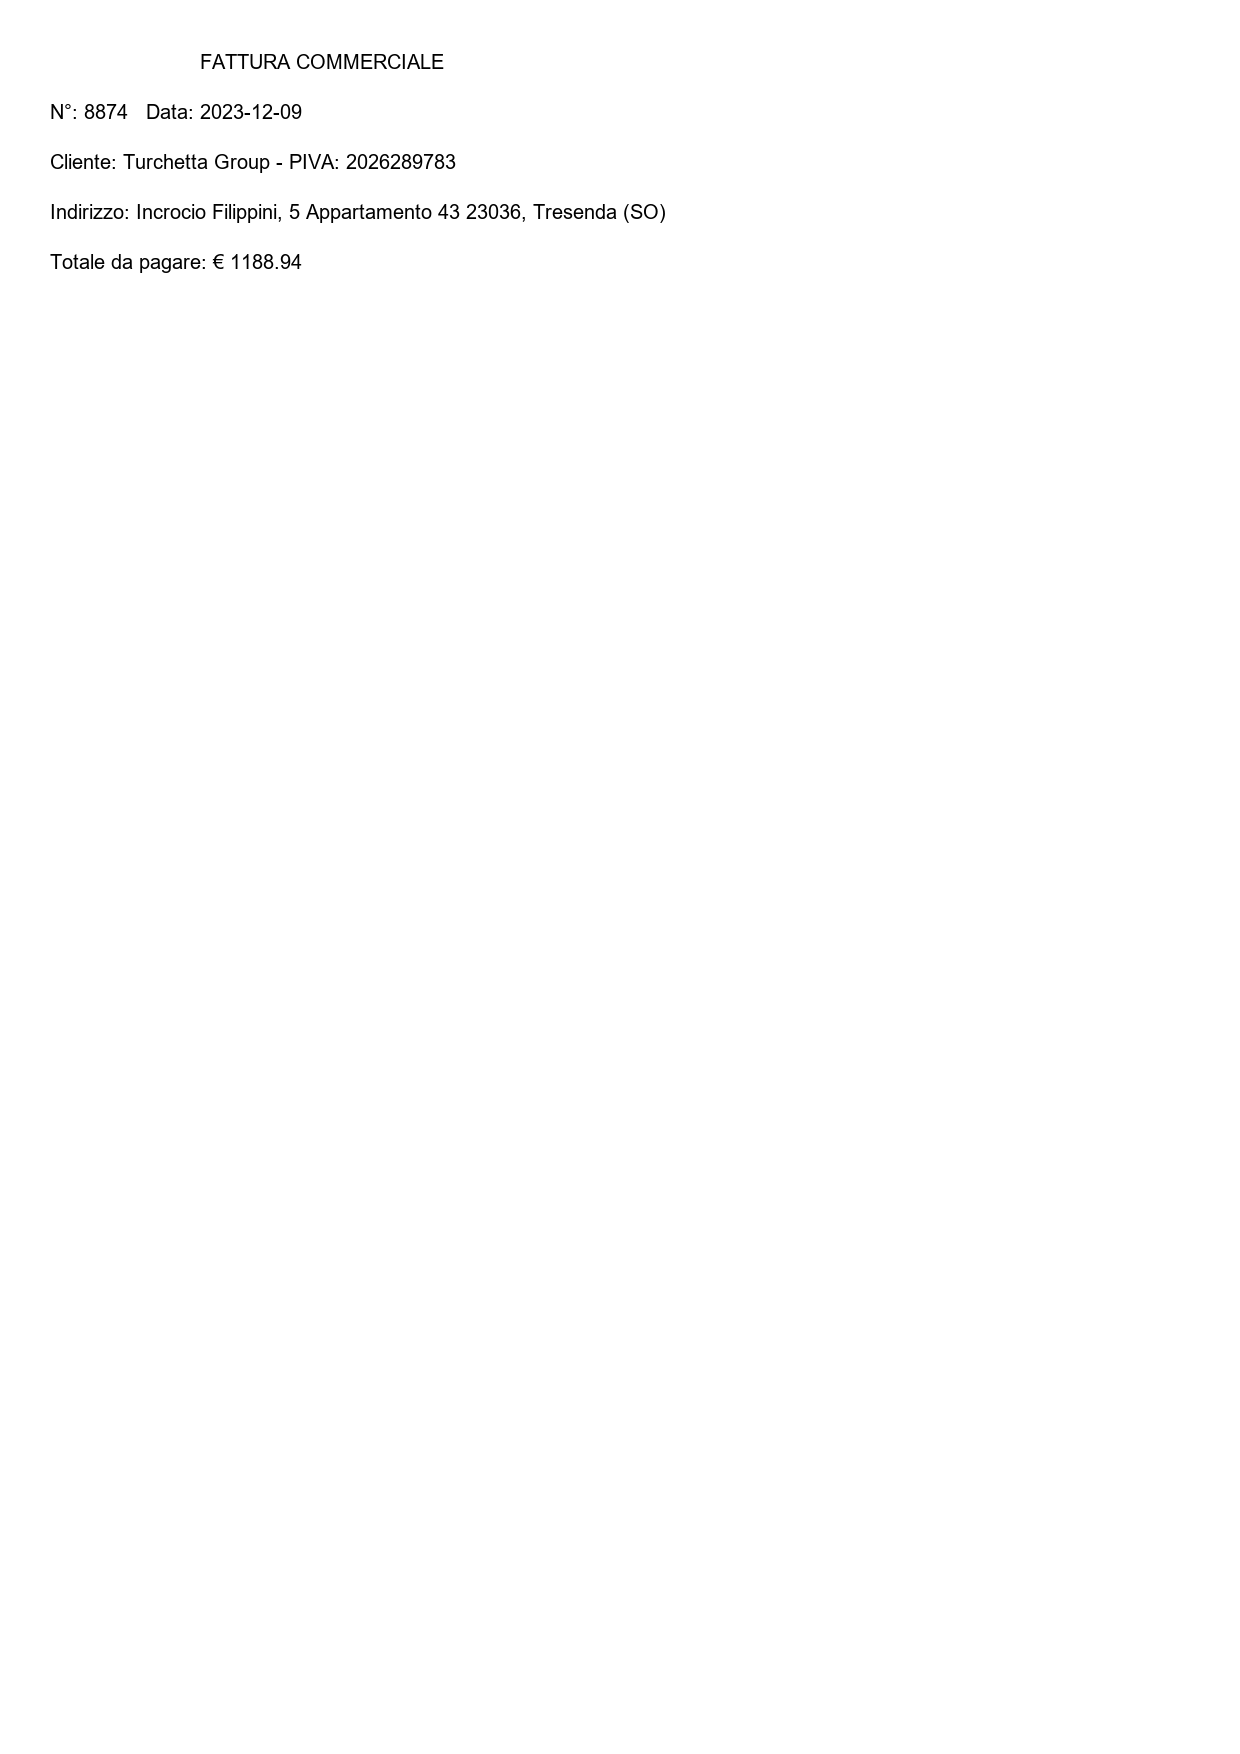 FATTURA COMMERCIALE
N°: 8874   Data: 2023-12-09
Cliente: Turchetta Group - PIVA: 2026289783
Indirizzo: Incrocio Filippini, 5 Appartamento 43 23036, Tresenda (SO)
Totale da pagare: € 1188.94